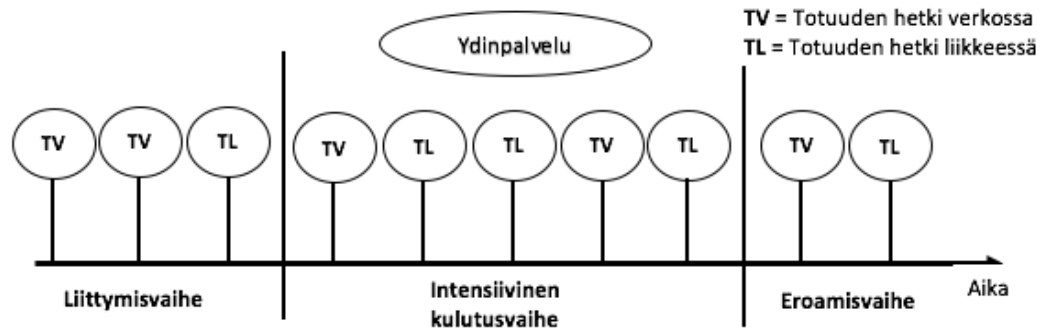 TV = Totuuden hetki verkossa
Ydinpalvelu
TL = Totuuden hetki liikkeessä
TV
TV
TL
TV
TL
TL
TV
TL
TV
TL
Liittymisvaihe
Intensiivinen
kulutusvaihe
Eroamisvaihe
Aika